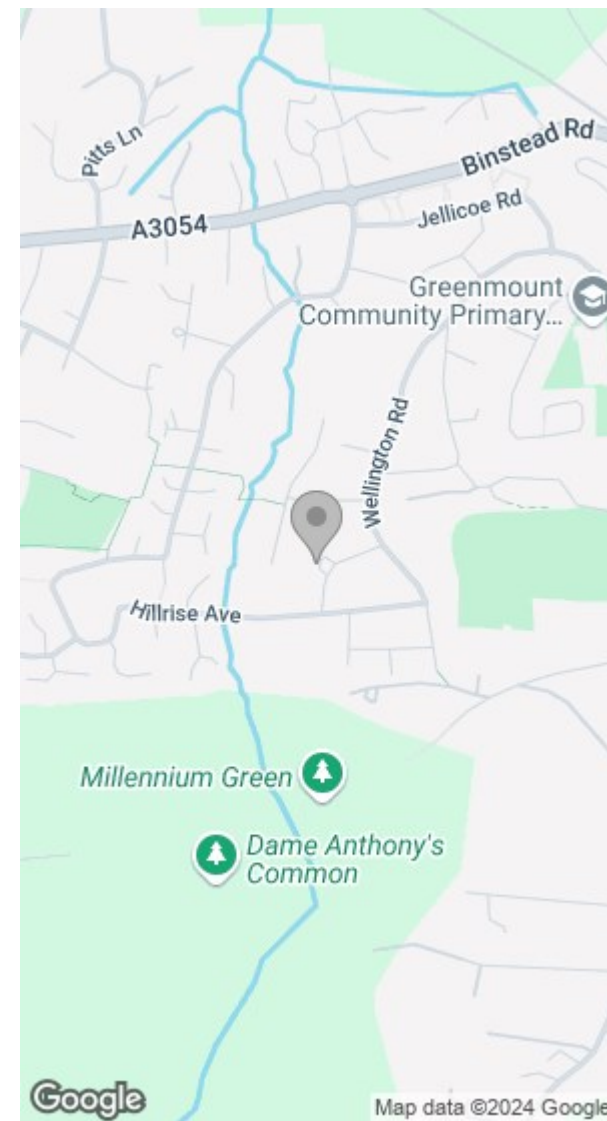 Pitts Ln
Binstead Rd
A3054
Jellicoe Rd
Greenmount
Community Primary...
Wellington Rd
Hillrise Ave
Millennium Green
Dame Anthony's
Common
Google
Map data ©2024 Google